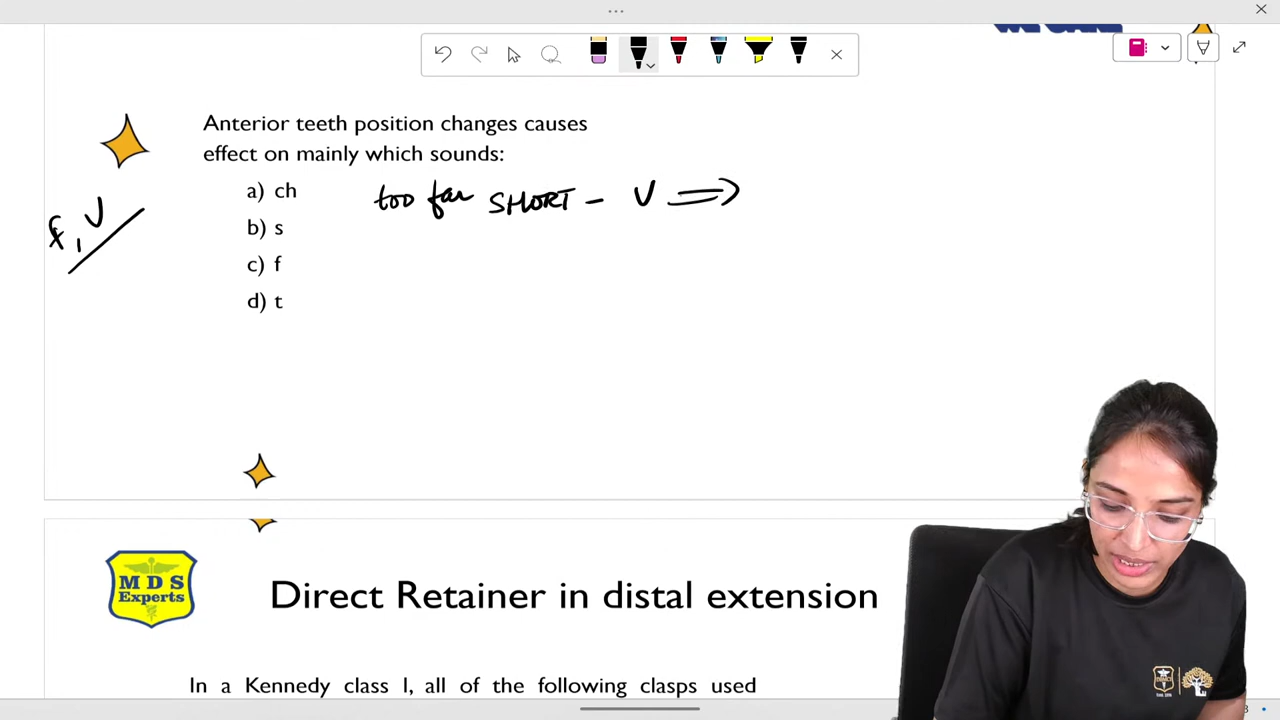 Anterior teeth position changes causes
effect on mainly which sounds:
a) ch
too far SHORT – V ⇒
f, V
b) s
c) f
d) t
MDS
Experts
Direct Retainer in distal extension
In a Kennedy class I, all of the following clasps used